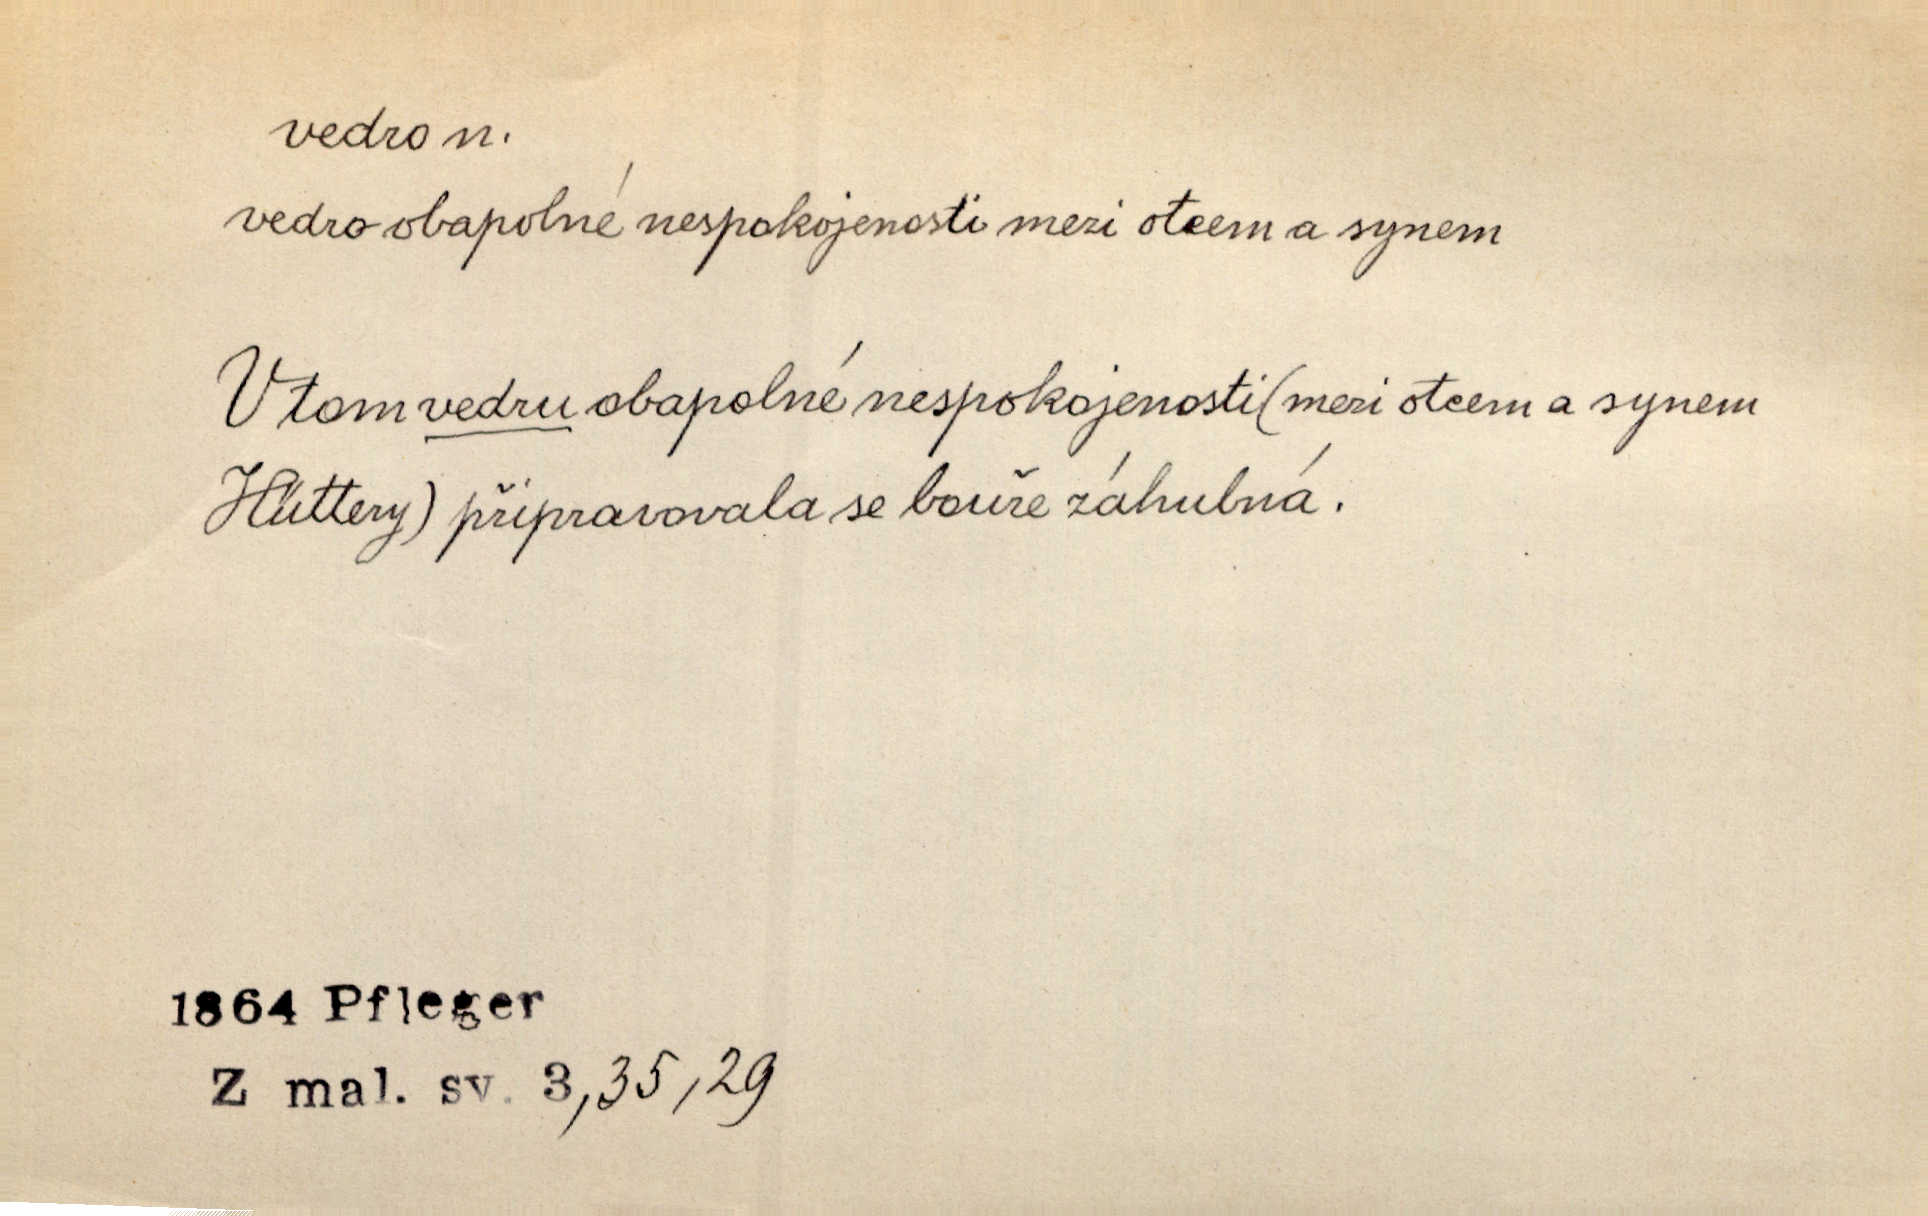 vedro n.
vedro obapolné nespokojenosti mezi otcem a synem
V tom vedru obapolné nespokojenosti (mezi otcem a synem
Hüttery) připravovala se bouře záhubná.
1864 Pfleger
Z mal. sv. 3,35,29